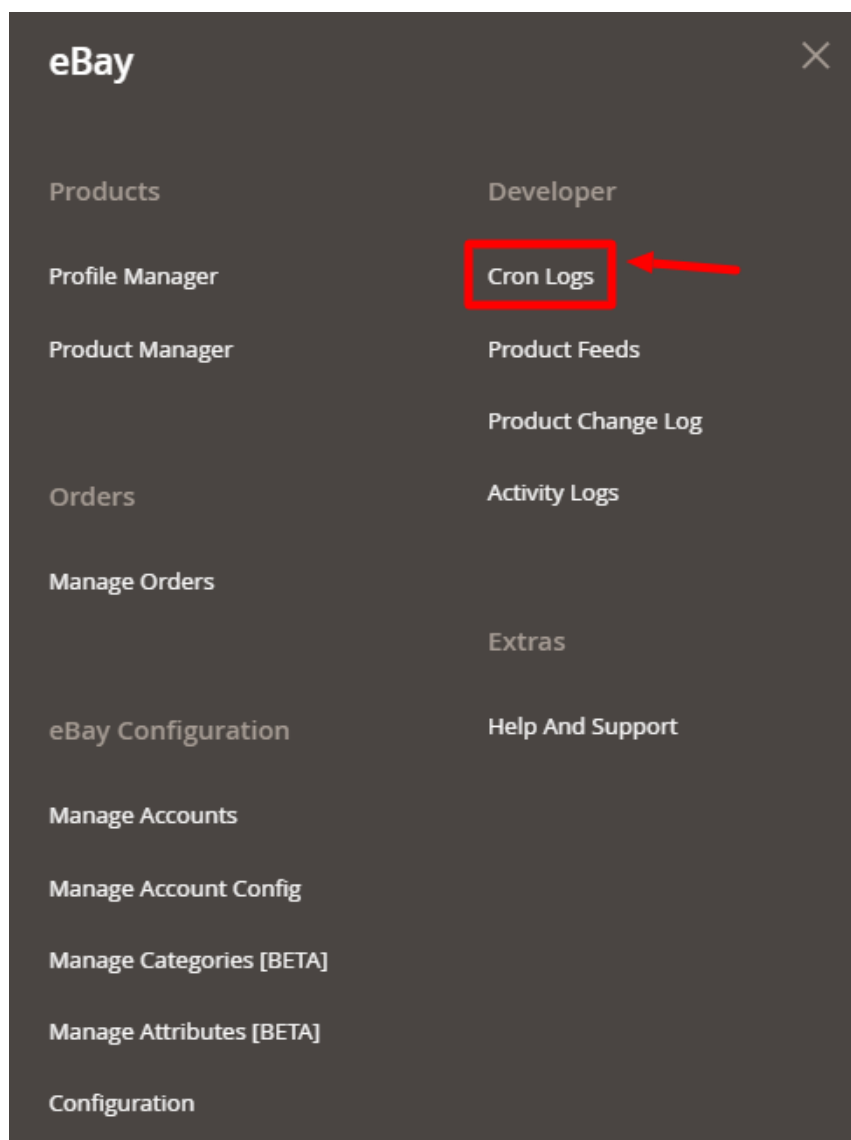 eBay
Products
Profile Manager
Product Manager
Orders
Manage Orders
eBay Configuration
Manage Accounts
Manage Account Config
Manage Categories [BETA]
Manage Attributes [BETA]
Configuration
Developer
Cron Logs
Product Feeds
Product Change Log
Activity Logs
Extras
Help And Support